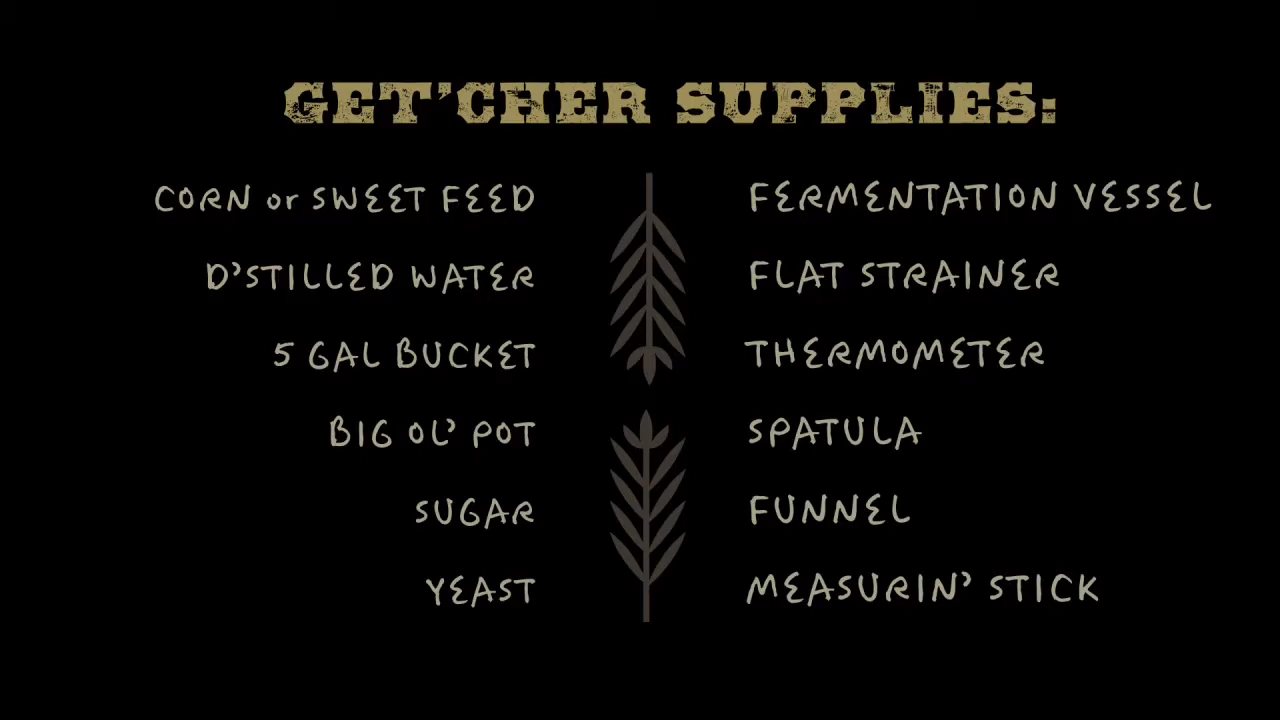 GET'CHER SUPPLIES:
CORN or SWEET FEED
D'STILLED WATER
5 GAL BUCKET
BIG OL' POT
SUGAR
YEAST
FERMENTATION VESSEL
FLAT STRAINER
THERMOMETER
SPATULA
FUNNEL
MEASURIN' STICK